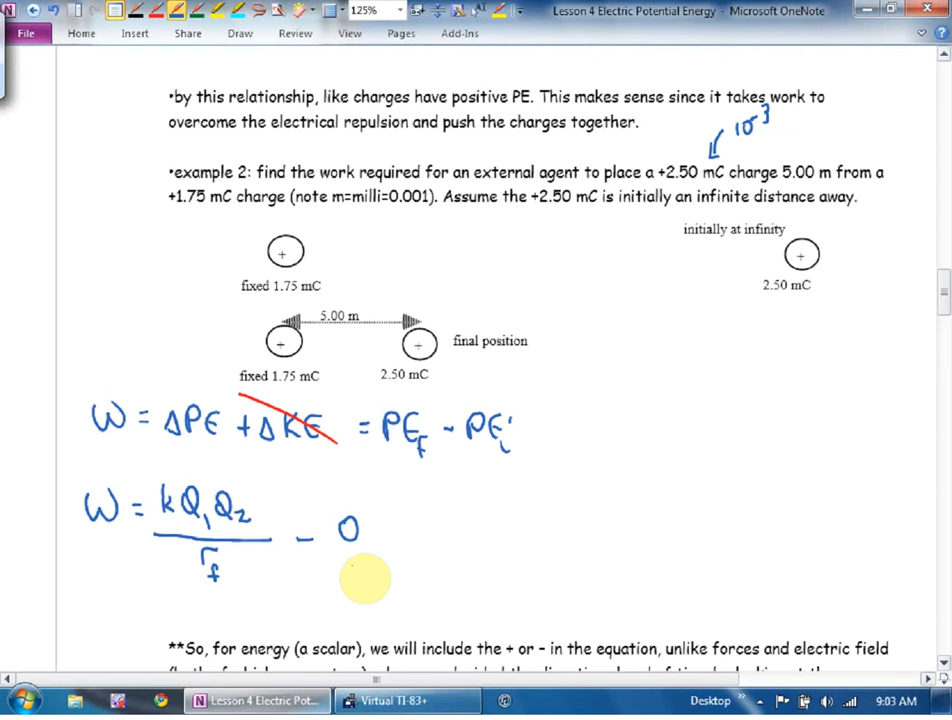 125%
Lesson 4 Electric Potential Energy - Microsoft OneNote
File Home Insert Share Draw Review View Pages Add-Ins
•by this relationship, like charges have positive PE. This makes sense since it takes work to
overcome the electrical repulsion and push the charges together.
10⁻³
•example 2: find the work required for an external agent to place a +2.50 mC charge 5.00 m from a
+1.75 mC charge (note m=milli=0.001). Assume the +2.50 mC is initially an infinite distance away.
initially at infinity
+ +
fixed 1.75 mC 2.50 mC
5.00 m
+ + final position
fixed 1.75 mC 2.50 mC
W = ΔPE + ΔKE = PE_f - PE_i
W = kQ₁Q₂ / r_f - 0
**So, for energy (a scalar), we will include the + or – in the equation, unlike forces and electric field
Lesson 4 Electric Pot... Virtual TI-83+ Desktop 9:03 AM